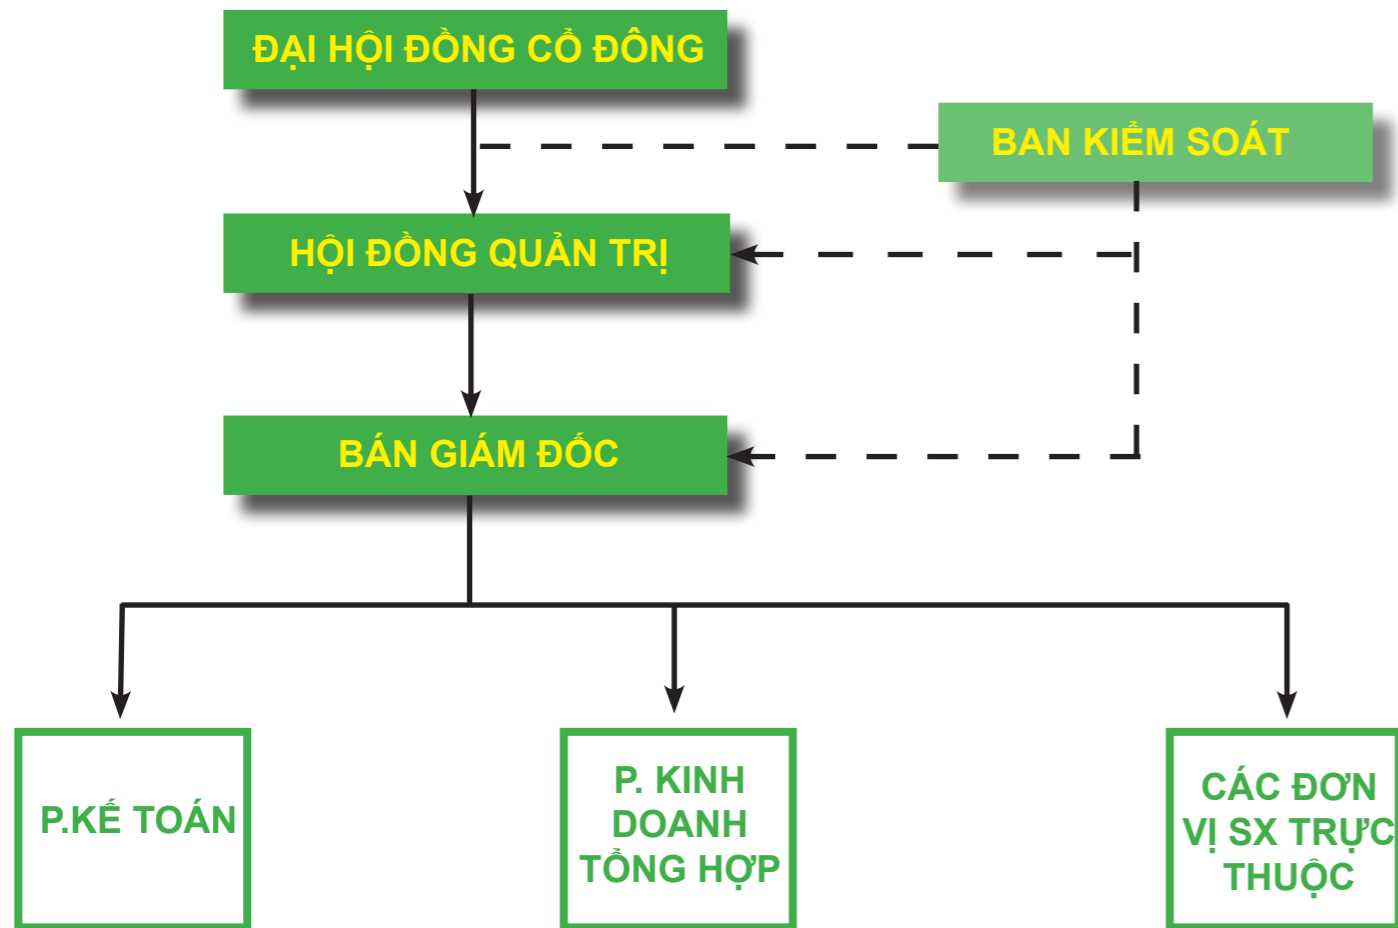 ĐẠI HỘI ĐỒNG CỔ ĐÔNG
BAN KIỂM SOÁT
HỘI ĐỒNG QUẢN TRỊ
BÁN GIÁM ĐỐC
P.KẾ TOÁN
P. KINH
DOANH
TỔNG HỢP
CÁC ĐƠN
VỊ SX TRỰC
THUỘC